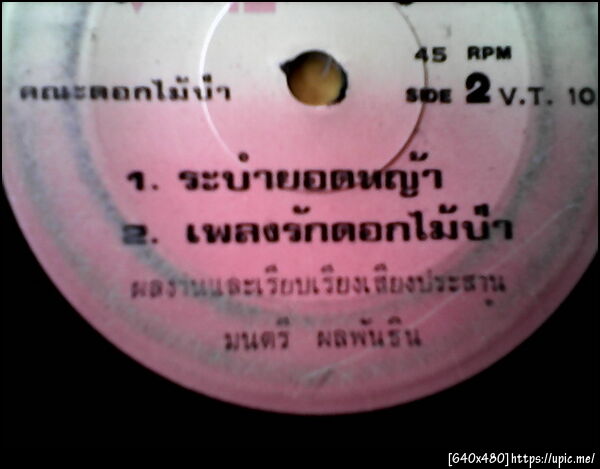 45 RPM
คณะดอกไม้ป่า
SIDE 2 V.T. 10
1. ระบำยอดหญ้า
2. เพลงรักดอกไม้ป่า
ผลงานและเรียบเรียงเสียงประสาน
มนตรี ผลพันธิน
[640x480]https://upic.me/